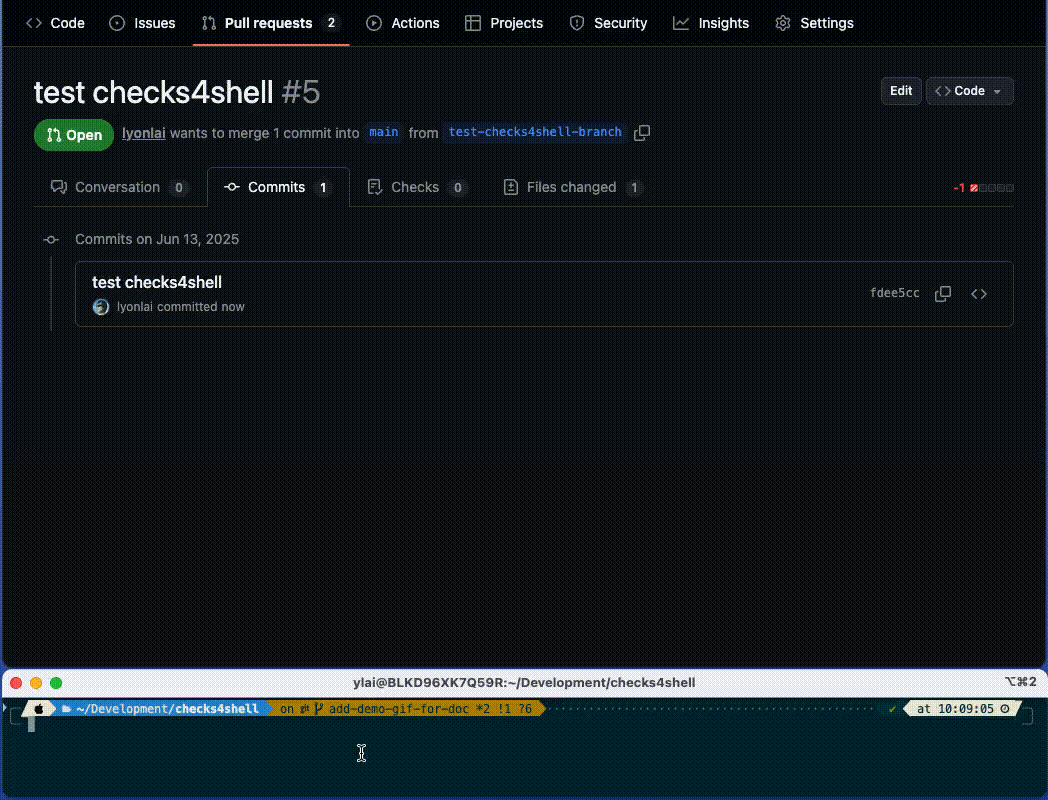 Code Issues Pull requests 2 Actions Projects Security Insights Settings
test checks4shell #5
Edit Code
Open lyonlai wants to merge 1 commit into main from test-checks4shell-branch
Conversation 0 Commits 1 Checks 0 Files changed 1 -1
Commits on Jun 13, 2025
test checks4shell
lyonlai committed now
fdee5cc
ylai@BLKD96XK7Q59R:~/Development/checks4shell ⌥⌘2
~/Development/checks4shell on add-demo-gif-for-doc *2 !1 ?6 ✔ at 10:09:05